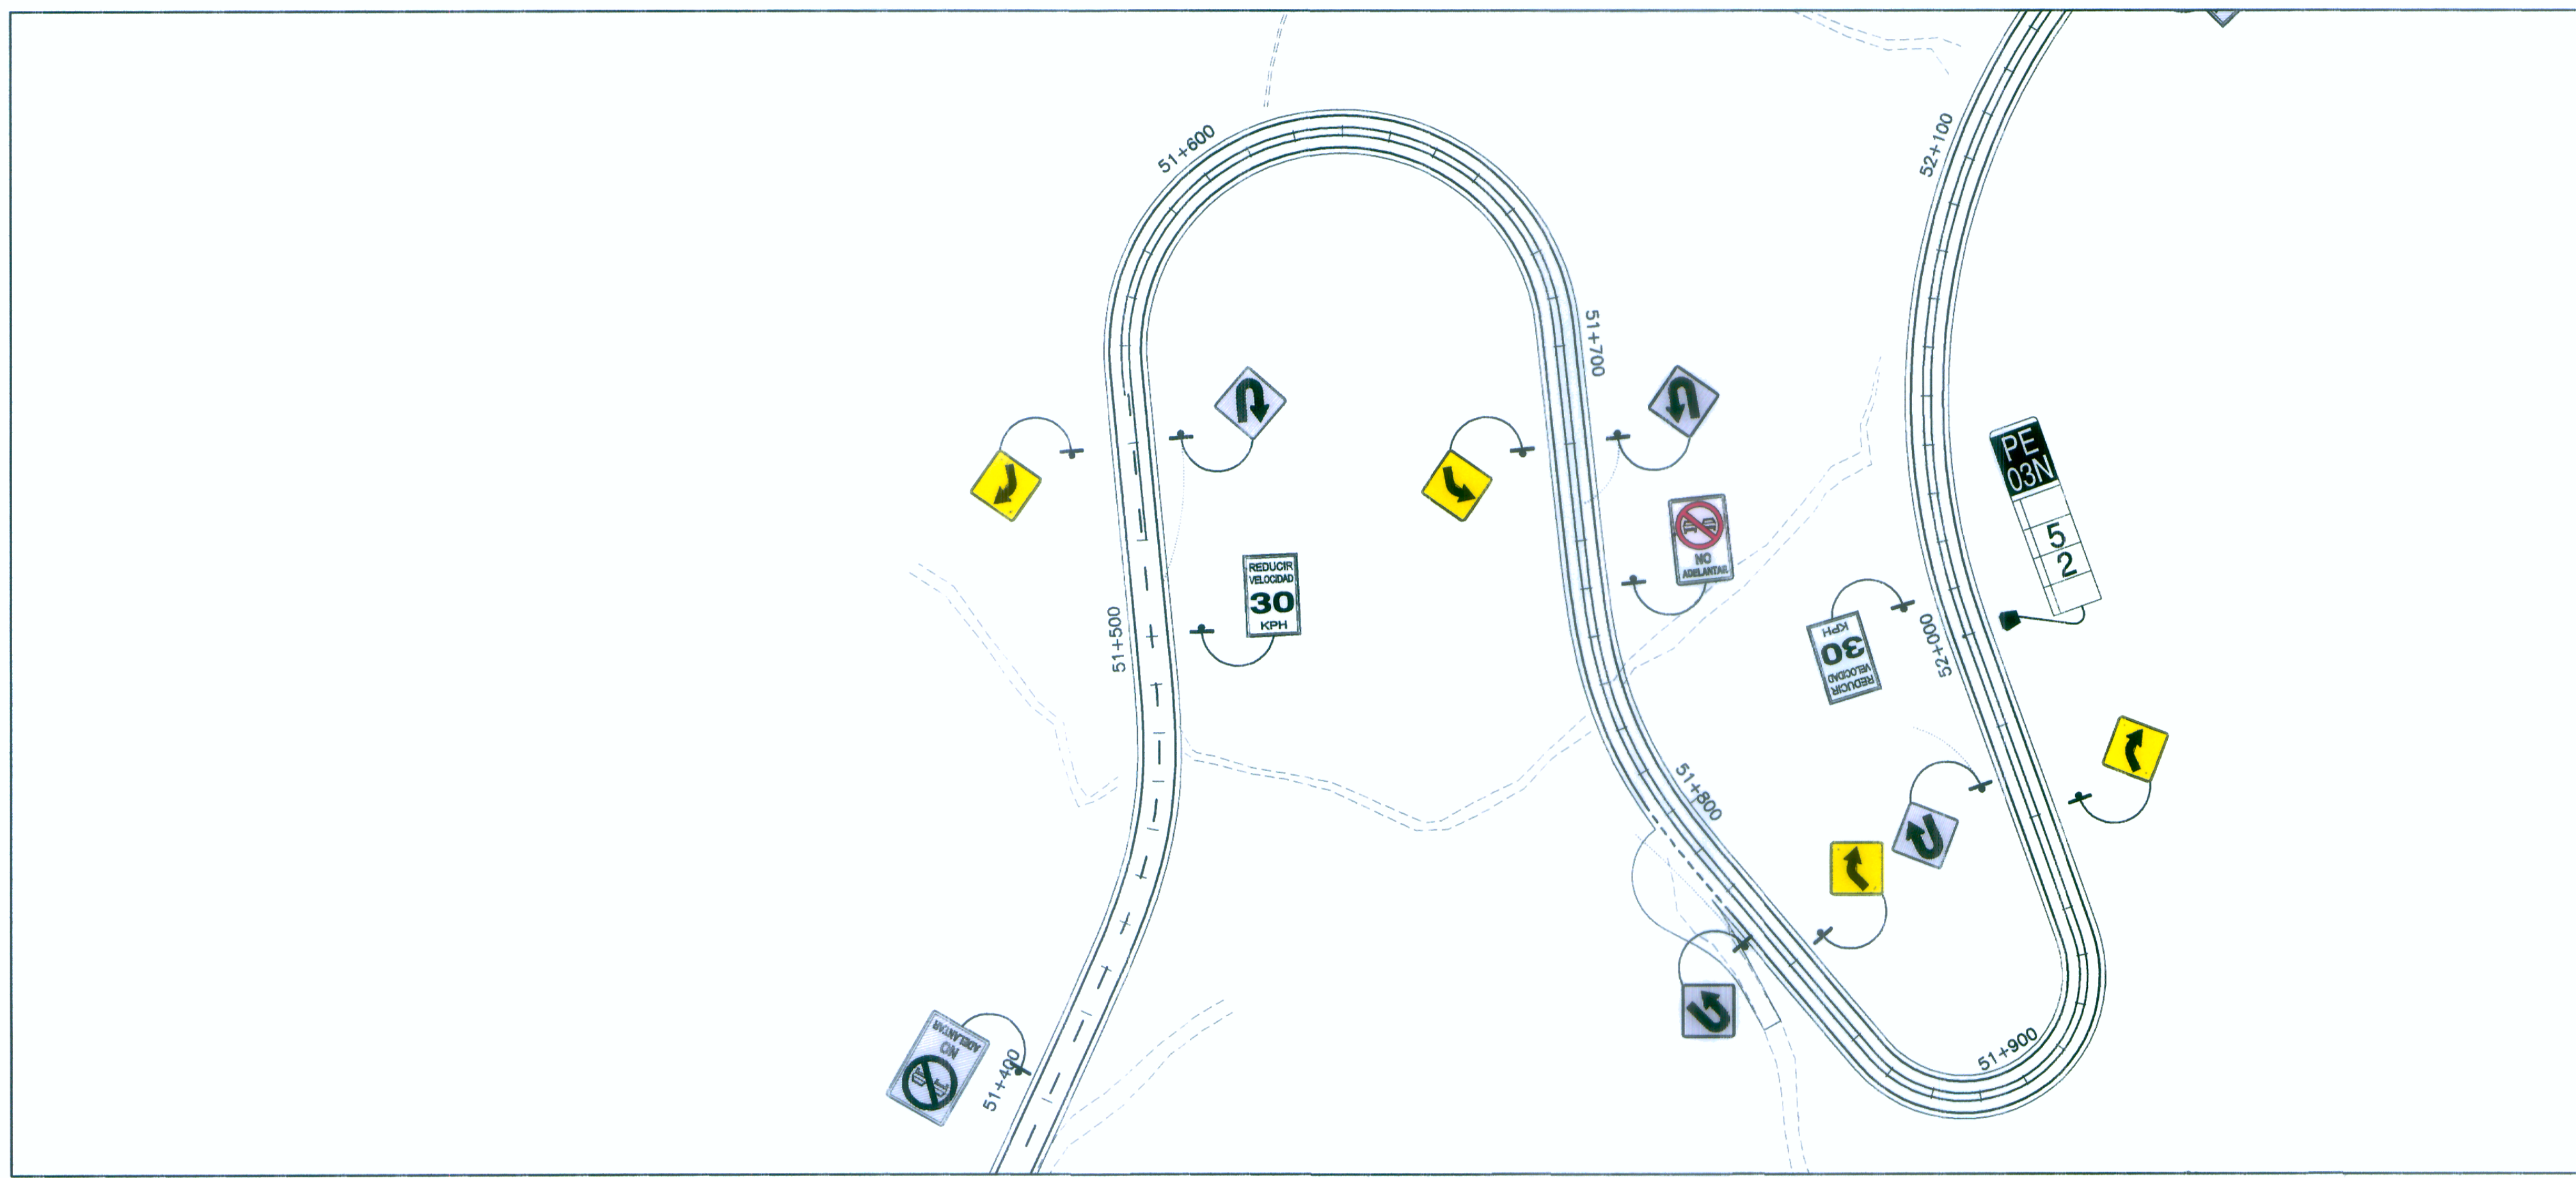 51+600
52+100
51+700
PE
03N
5
2
REDUCIR
VELOCIDAD
30
KPH
NO
ADELANTAR
51+500
REDUCIR
VELOCIDAD
30
KPH
52+000
51+800
NO
ADELANTAR
51+400
51+900